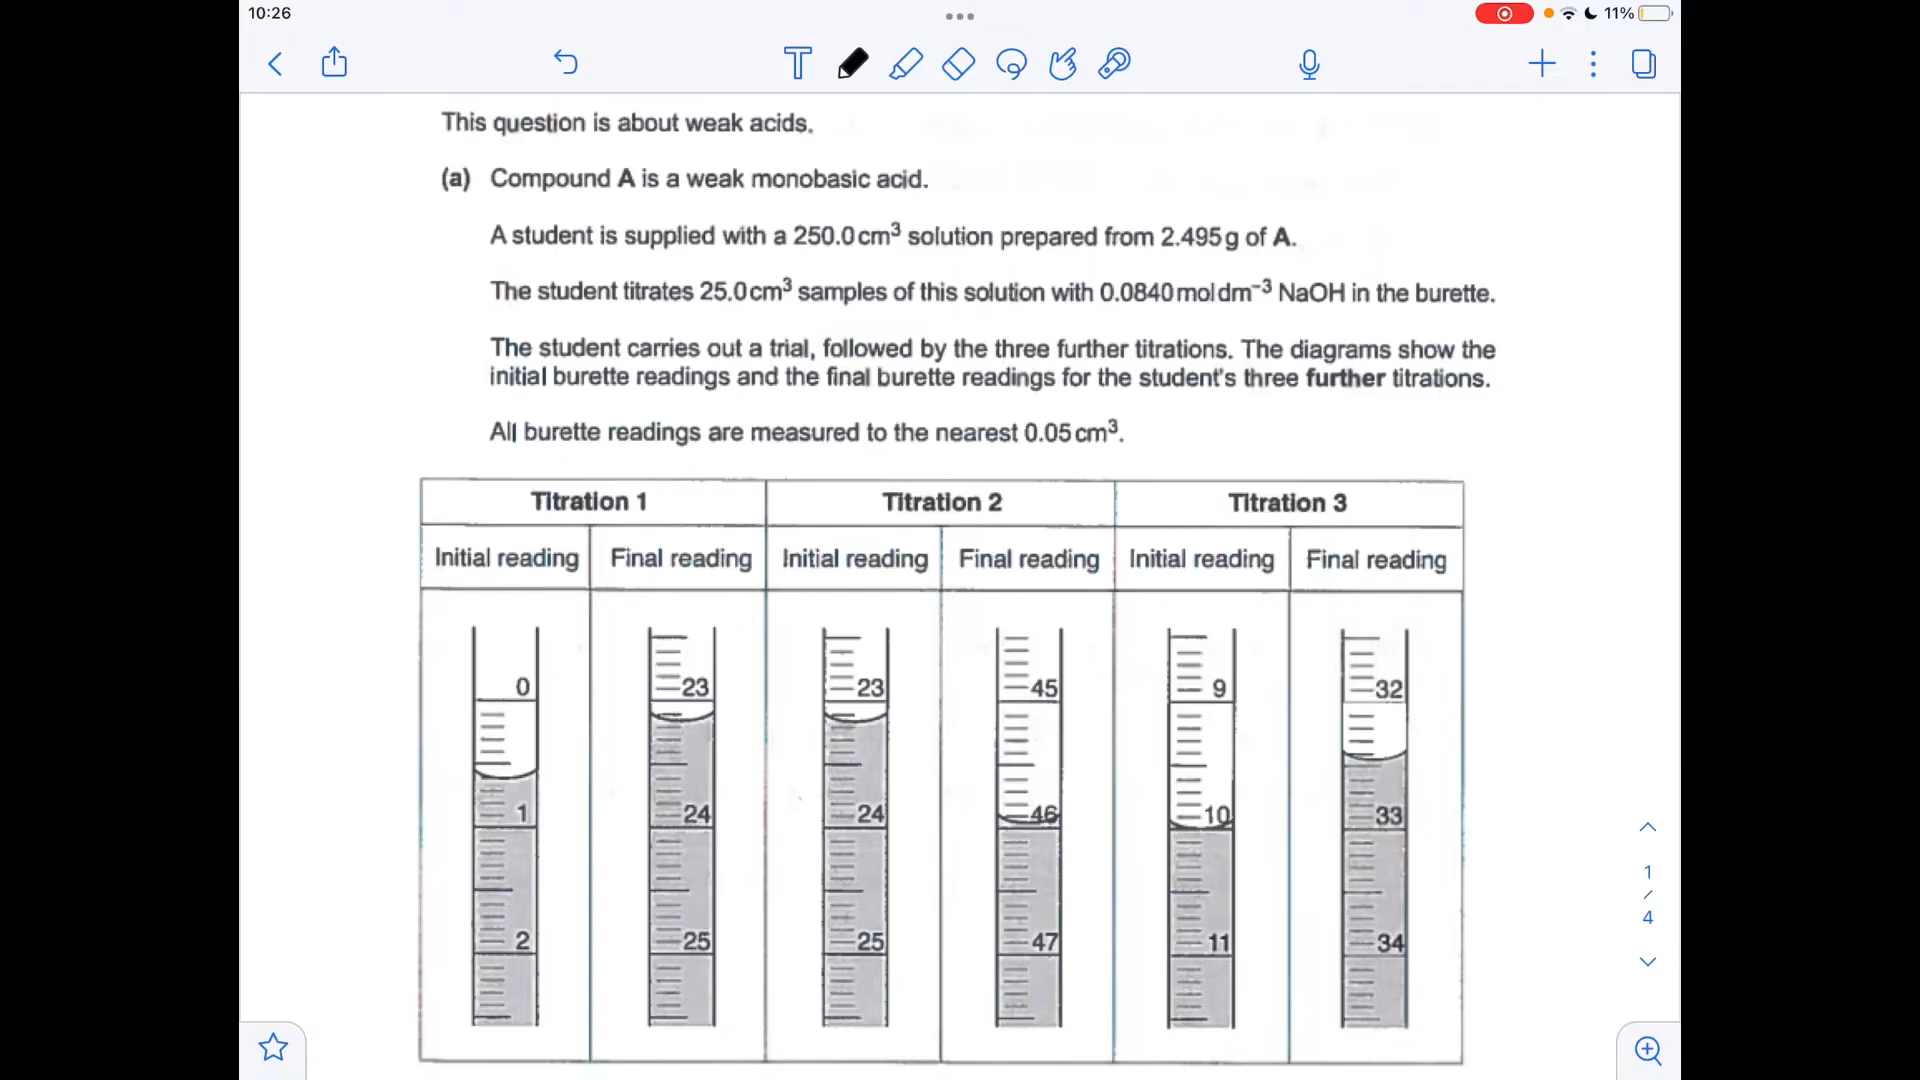 10:26
11%
This question is about weak acids.
(a) Compound A is a weak monobasic acid.
A student is supplied with a 250.0 cm³ solution prepared from 2.495 g of A.
The student titrates 25.0 cm³ samples of this solution with 0.0840 mol dm⁻³ NaOH in the burette.
The student carries out a trial, followed by the three further titrations. The diagrams show the
initial burette readings and the final burette readings for the student's three further titrations.
All burette readings are measured to the nearest 0.05 cm³.
Titration 1 Titration 2 Titration 3
Initial reading Final reading Initial reading Final reading Initial reading Final reading
0 23 23 45 9 32
1 24 24 46 10 33
2 25 25 47 11 34
1
/
4